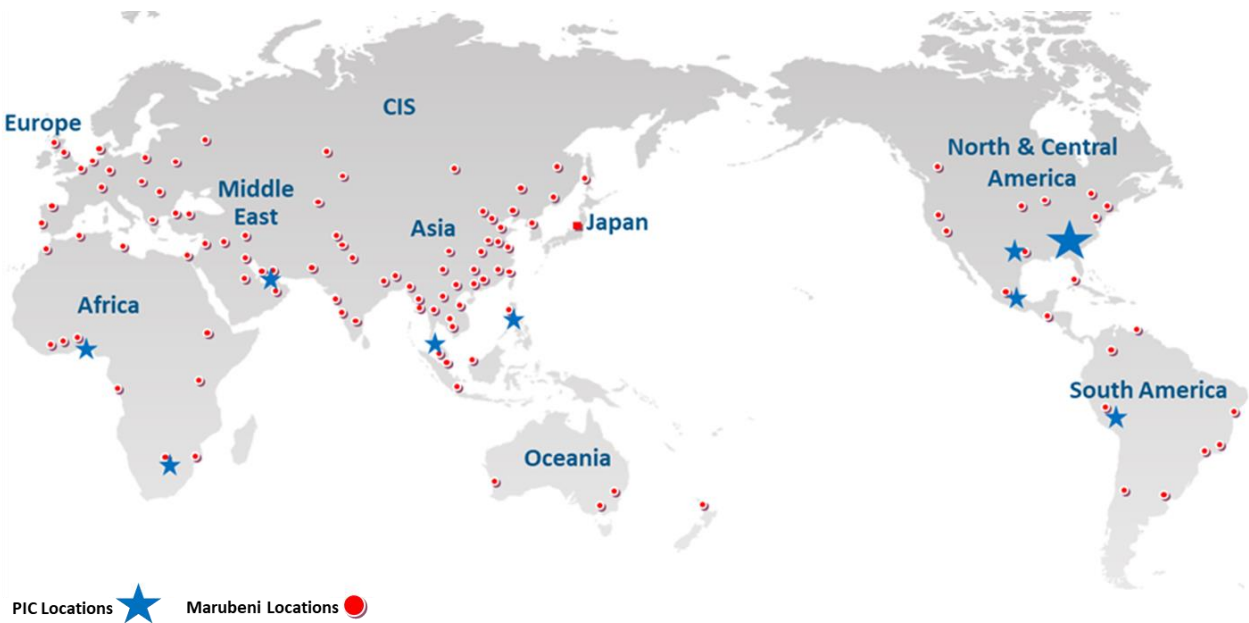 CIS
Europe
North & Central
America
Middle
East
Asia
Japan
Africa
South America
Oceania
PIC Locations
Marubeni Locations